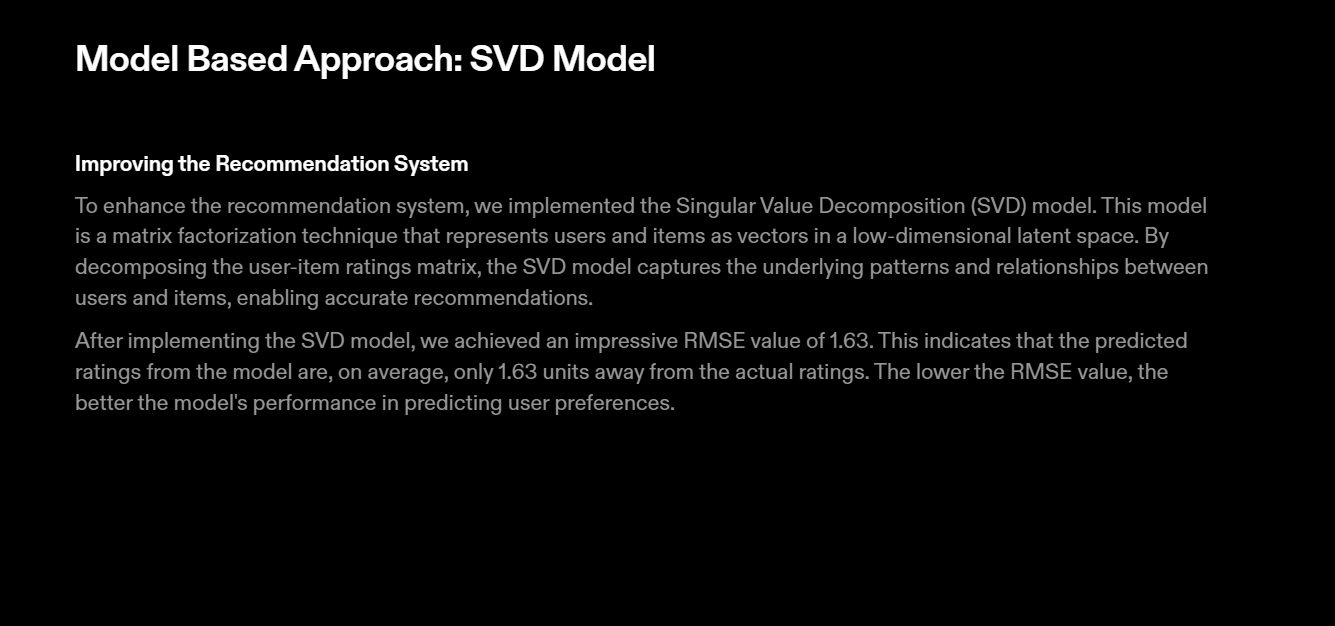 Model Based Approach: SVD Model
Improving the Recommendation System
To enhance the recommendation system, we implemented the Singular Value Decomposition (SVD) model. This model
is a matrix factorization technique that represents users and items as vectors in a low-dimensional latent space. By
decomposing the user-item ratings matrix, the SVD model captures the underlying patterns and relationships between
users and items, enabling accurate recommendations.
After implementing the SVD model, we achieved an impressive RMSE value of 1.63. This indicates that the predicted
ratings from the model are, on average, only 1.63 units away from the actual ratings. The lower the RMSE value, the
better the model's performance in predicting user preferences.